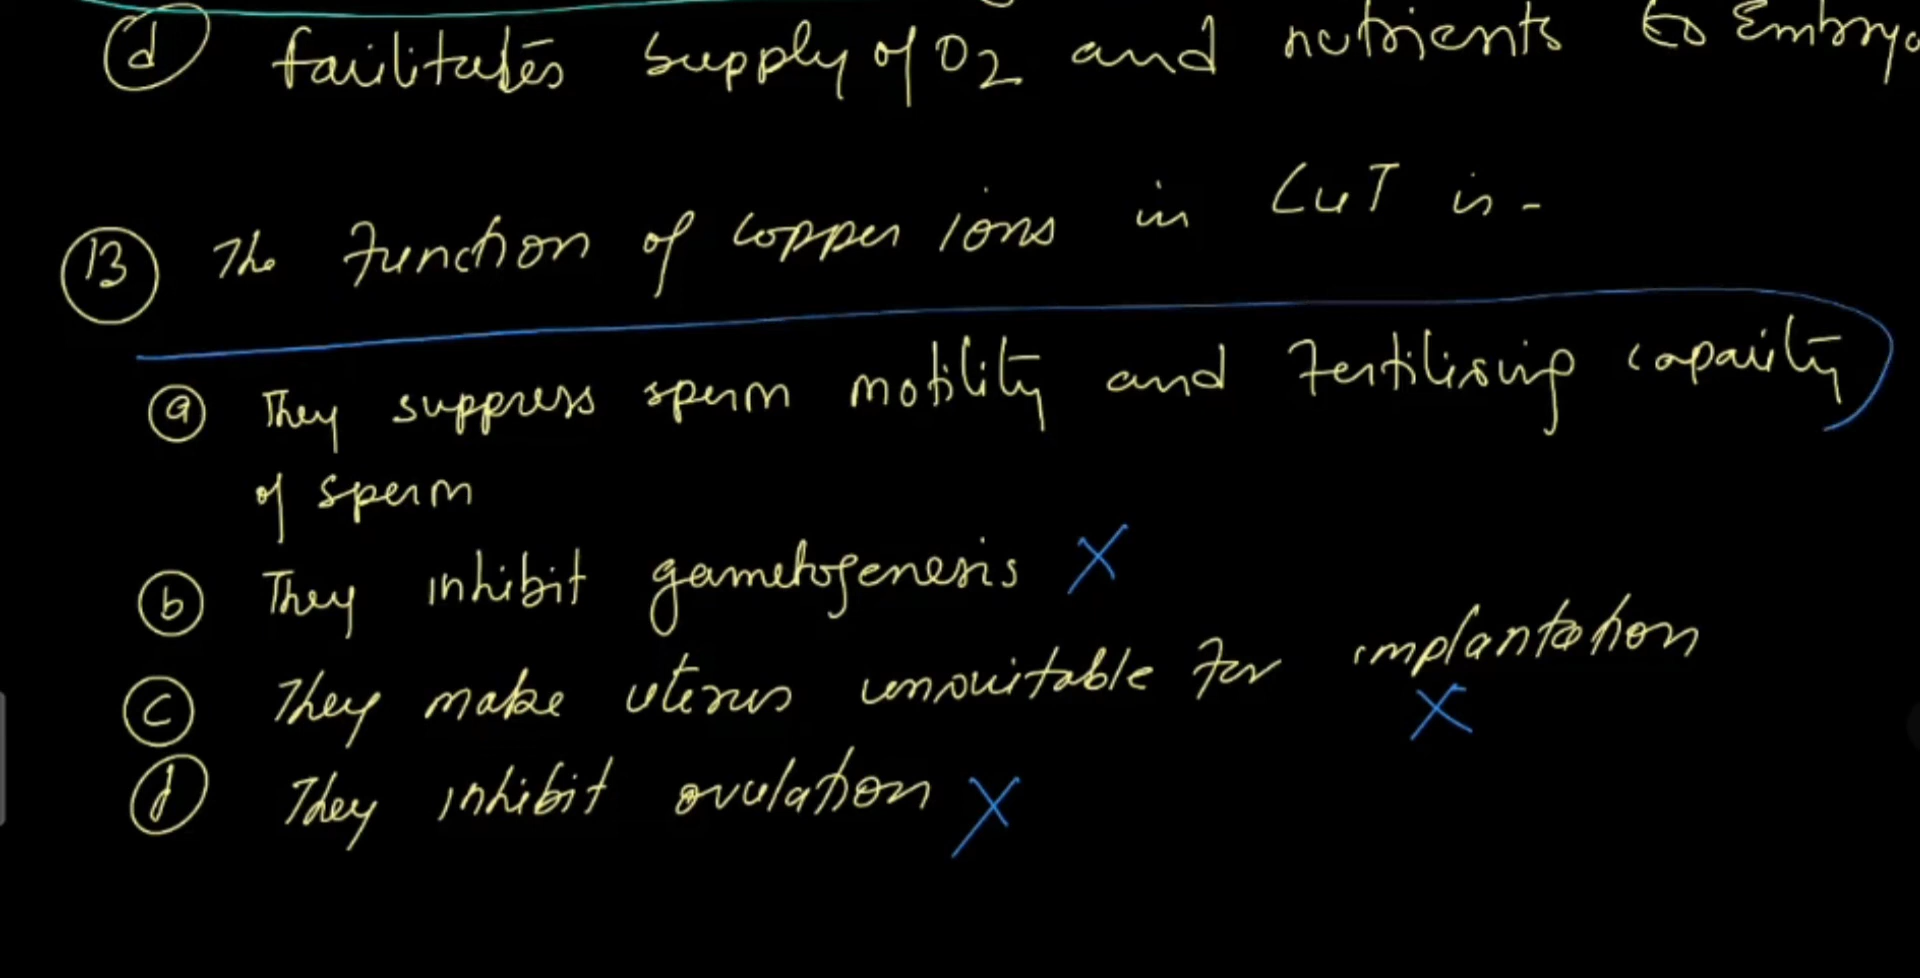 (d) facilitates supply of O2 and nutrients to Embryo
(13) The function of copper ions in CuT is -
(a) They suppress sperm motility and Fertilising capacity
of sperm
(b) They inhibit gametogenesis X
(c) They make uterus unsuitable for implantation X
(d) They inhibit ovulation X